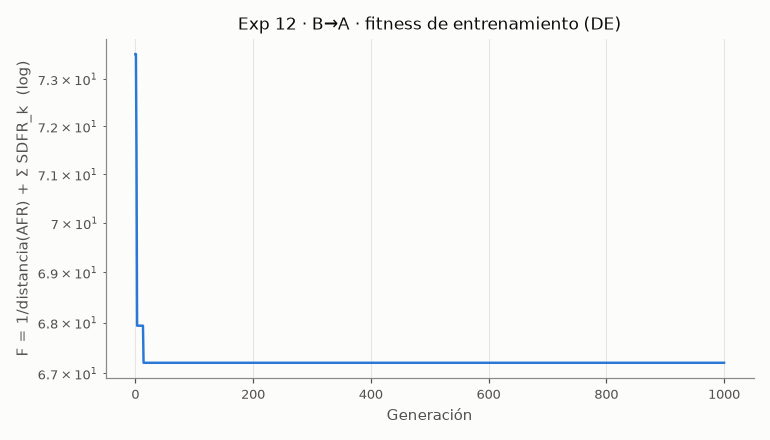 Exp 12 · B→A · fitness de entrenamiento (DE)
F = 1/distancia(AFR) + Σ SDFR_k (log)
7.3 × 10¹
7.2 × 10¹
7.1 × 10¹
7 × 10¹
6.9 × 10¹
6.8 × 10¹
6.7 × 10¹
0 200 400 600 800 1000
Generación